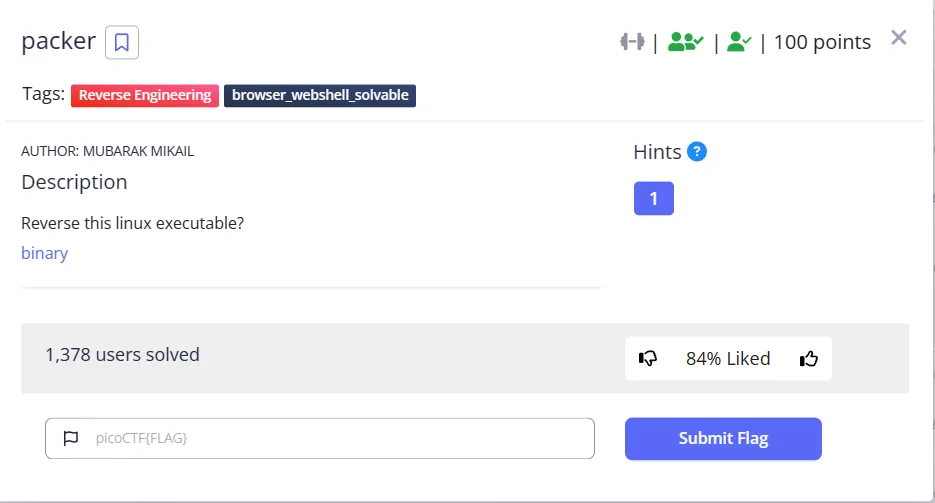 packer
| | | 100 points
Tags: Reverse Engineering browser_webshell_solvable
AUTHOR: MUBARAK MIKAIL
Hints ?
Description
1
Reverse this linux executable?
binary
1,378 users solved
84% Liked
picoCTF{FLAG}
Submit Flag